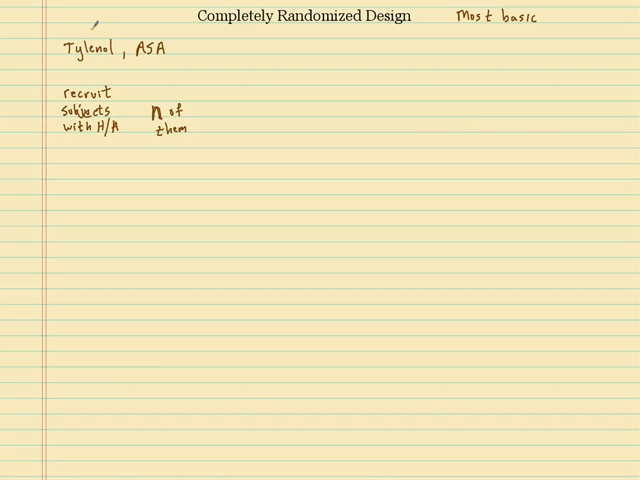 Completely Randomized Design Most basic
Tylenol, ASA
recruit
subjects n of
with H/A them